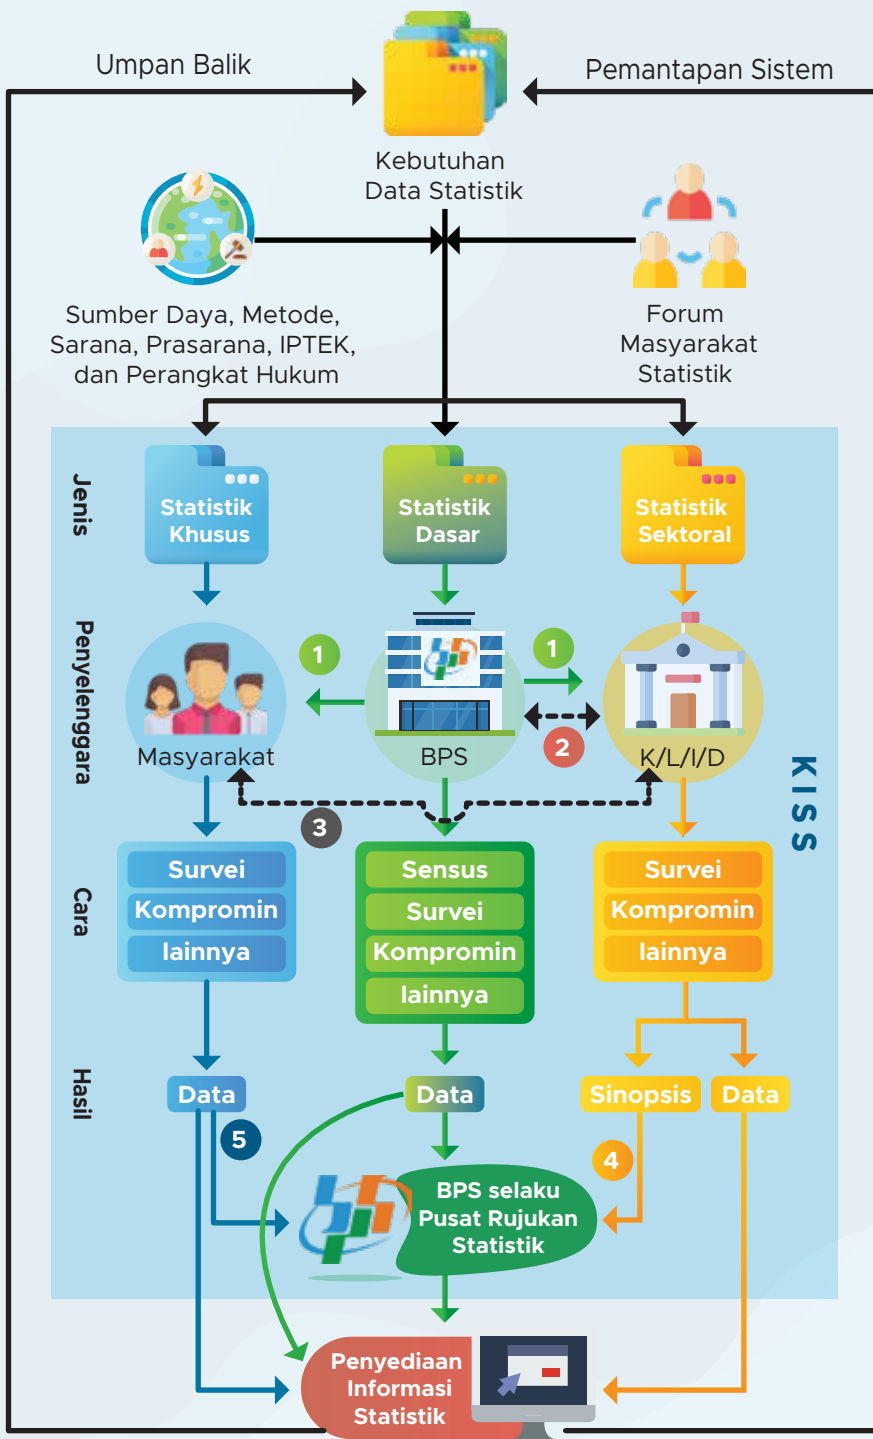 Umpan Balik
Pemantapan Sistem
Kebutuhan
Data Statistik
Sumber Daya, Metode,
Sarana, Prasarana, IPTEK,
dan Perangkat Hukum
Forum
Masyarakat
Statistik
Jenis
Statistik
Khusus
Statistik
Dasar
Statistik
Sektoral
Penyelenggara
1
1
2
Masyarakat
BPS
K/L/I/D
KISS
3
Cara
Survei
Kompromin
lainnya
Sensus
Survei
Kompromin
lainnya
Survei
Kompromin
lainnya
Hasil
Data
Data
Sinopsis
Data
5
4
BPS selaku
Pusat Rujukan
Statistik
Penyediaan
Informasi
Statistik